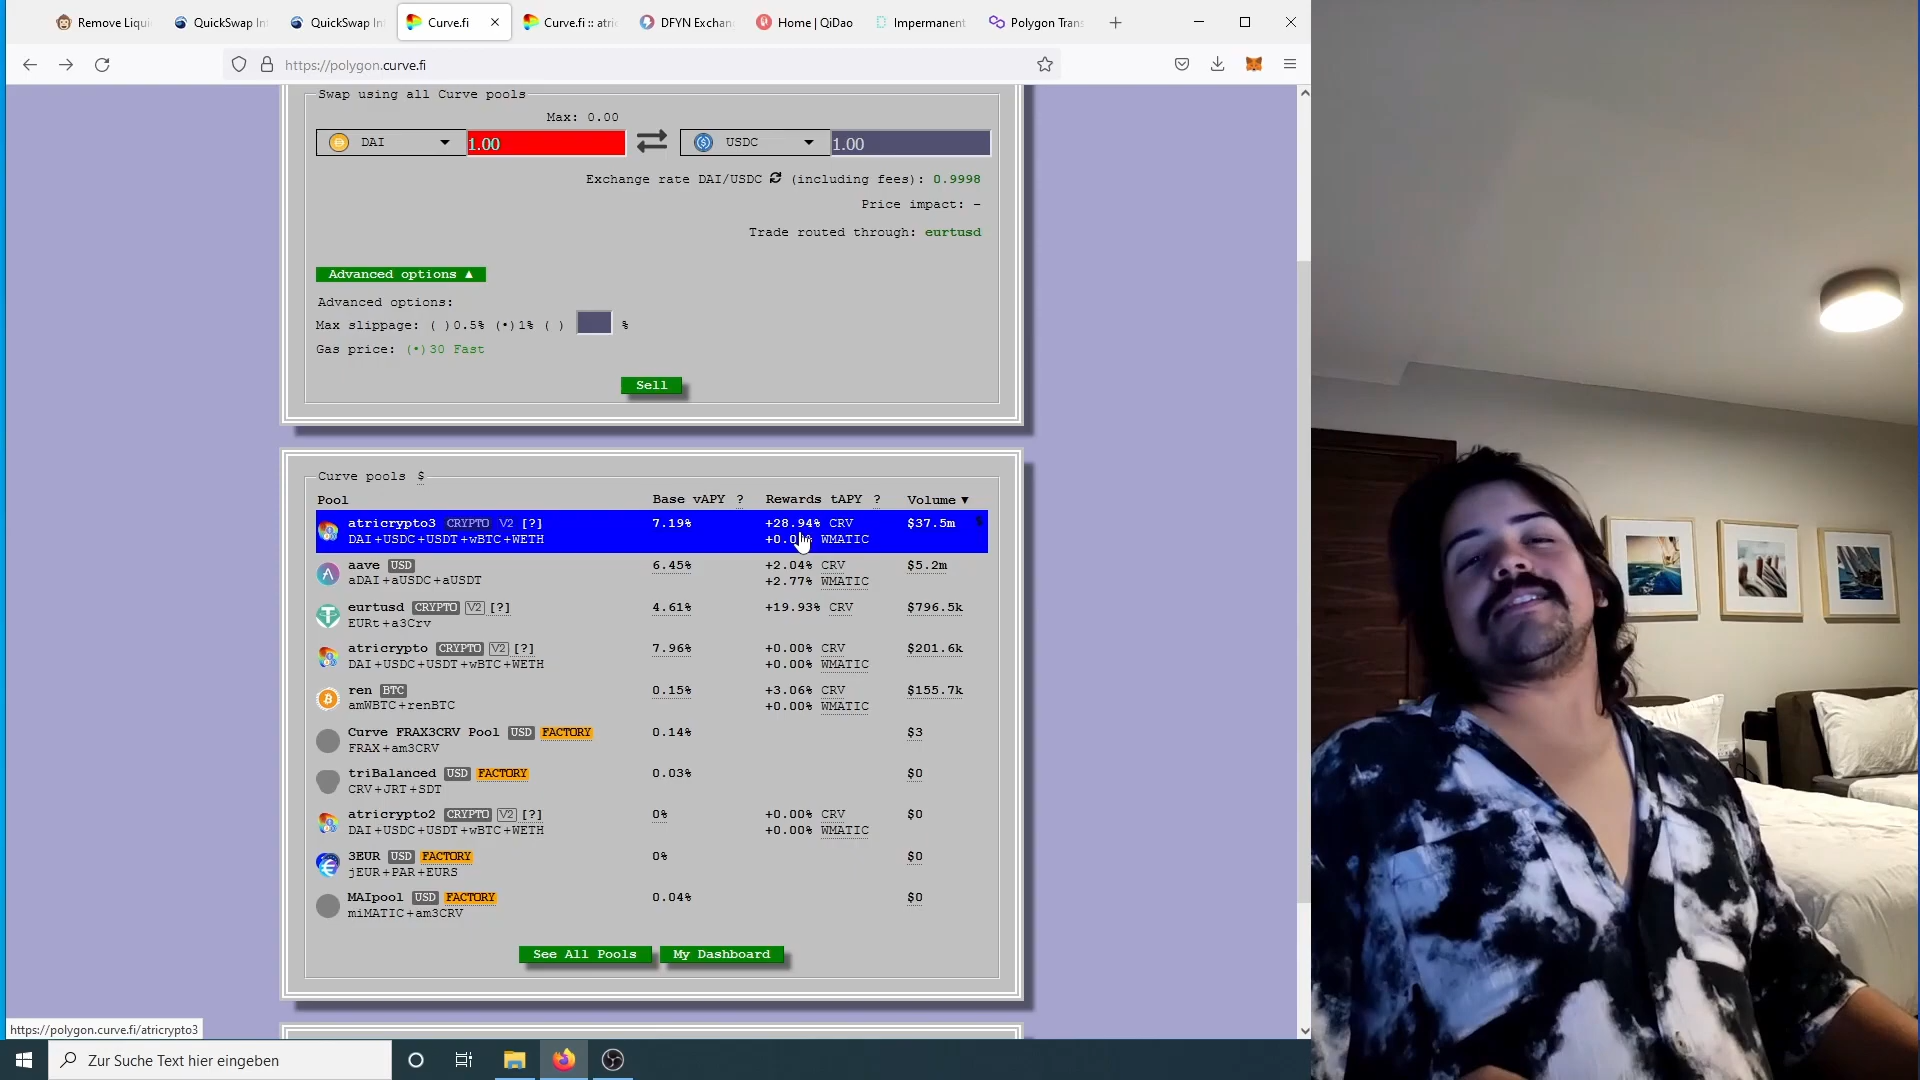 Remove Liqui
QuickSwap Int
QuickSwap Int
Curve.fi
Curve.fi :: atric
DFYN Exchan
Home | QiDao
Impermanent
Polygon Trans
https://polygon.curve.fi
Swap using all Curve pools
Max: 0.00
DAI
1.00
USDC
1.00
Exchange rate DAI/USDC (including fees): 0.9998
Price impact: -
Trade routed through: eurtusd
Advanced options ▲
Advanced options:
Max slippage: ( )0.5% (•)1% ( ) %
Gas price: (•)30 Fast
Sell
Curve pools $
Pool Base vAPY ? Rewards tAPY ? Volume ▼
atricrypto3 CRYPTO V2 [?] 7.19% +28.94% CRV $37.5m
DAI+USDC+USDT+wBTC+WETH WMATIC
aave USD 6.45% +2.04% CRV $5.2m
aDAI+aUSDC+aUSDT +2.77% WMATIC
eurtusd CRYPTO V2 [?] 4.61% +19.93% CRV $796.5k
EURt+a3Crv
atricrypto CRYPTO V2 [?] 7.96% +0.00% CRV $201.6k
DAI+USDC+USDT+wBTC+WETH +0.00% WMATIC
ren BTC 0.15% +3.06% CRV $155.7k
amWBTC+renBTC +0.00% WMATIC
Curve FRAX3CRV Pool USD FACTORY 0.14% $3
FRAX+am3CRV
triBalanced USD FACTORY 0.03% $0
CRV+JRT+SDT
atricrypto2 CRYPTO V2 [?] 0% +0.00% CRV $0
DAI+USDC+USDT+wBTC+WETH +0.00% WMATIC
3EUR USD FACTORY 0% $0
jEUR+PAR+EURS
MAIpool USD FACTORY 0.04% $0
miMATIC+am3CRV
See All Pools
My Dashboard
https://polygon.curve.fi/atricrypto3
Zur Suche Text hier eingeben